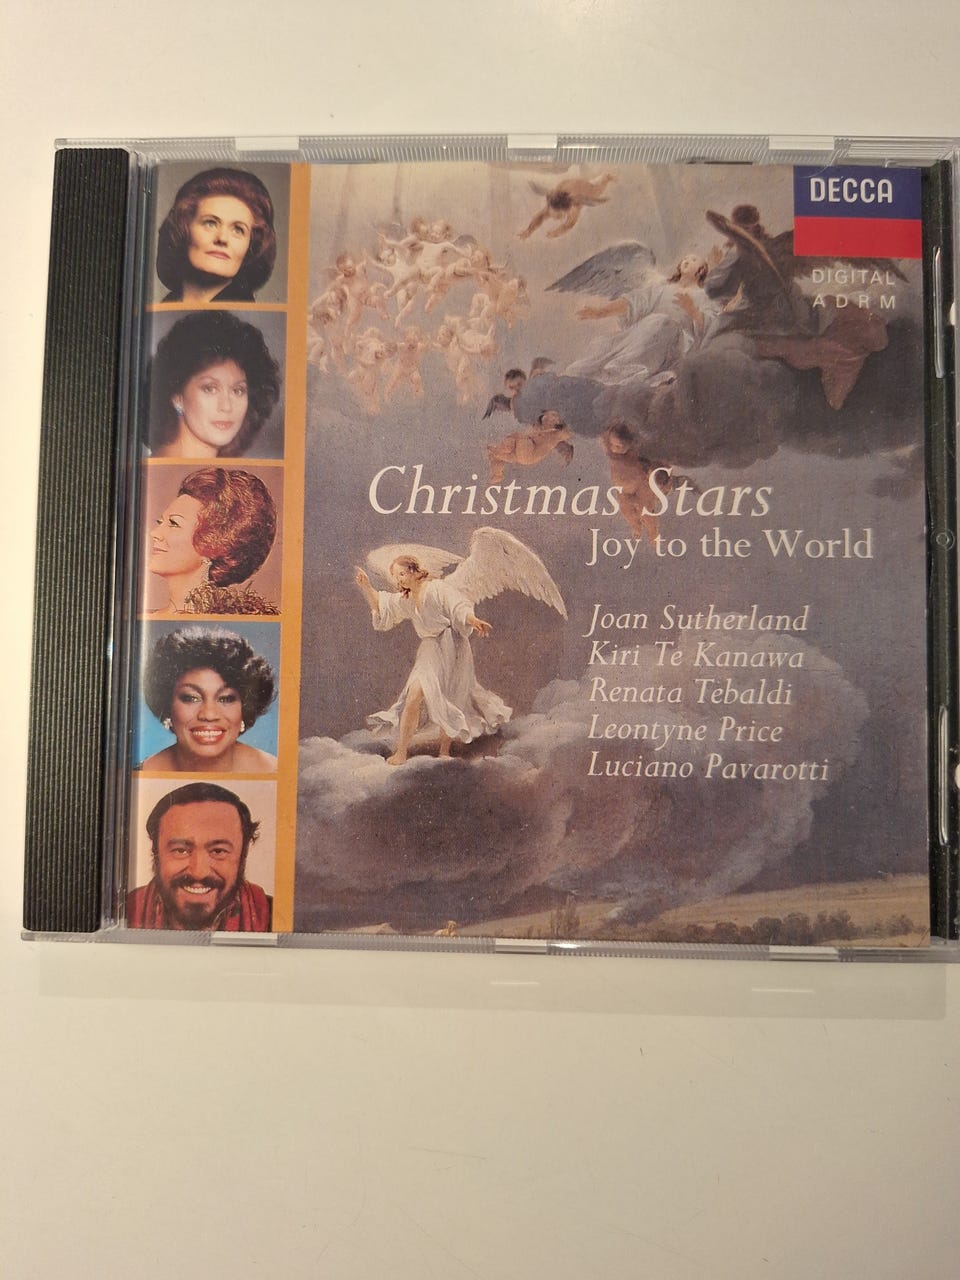 DECCA
DIGITAL
ADRM
Christmas Stars
Joy to the World
Joan Sutherland
Kiri Te Kanawa
Renata Tebaldi
Leontyne Price
Luciano Pavarotti